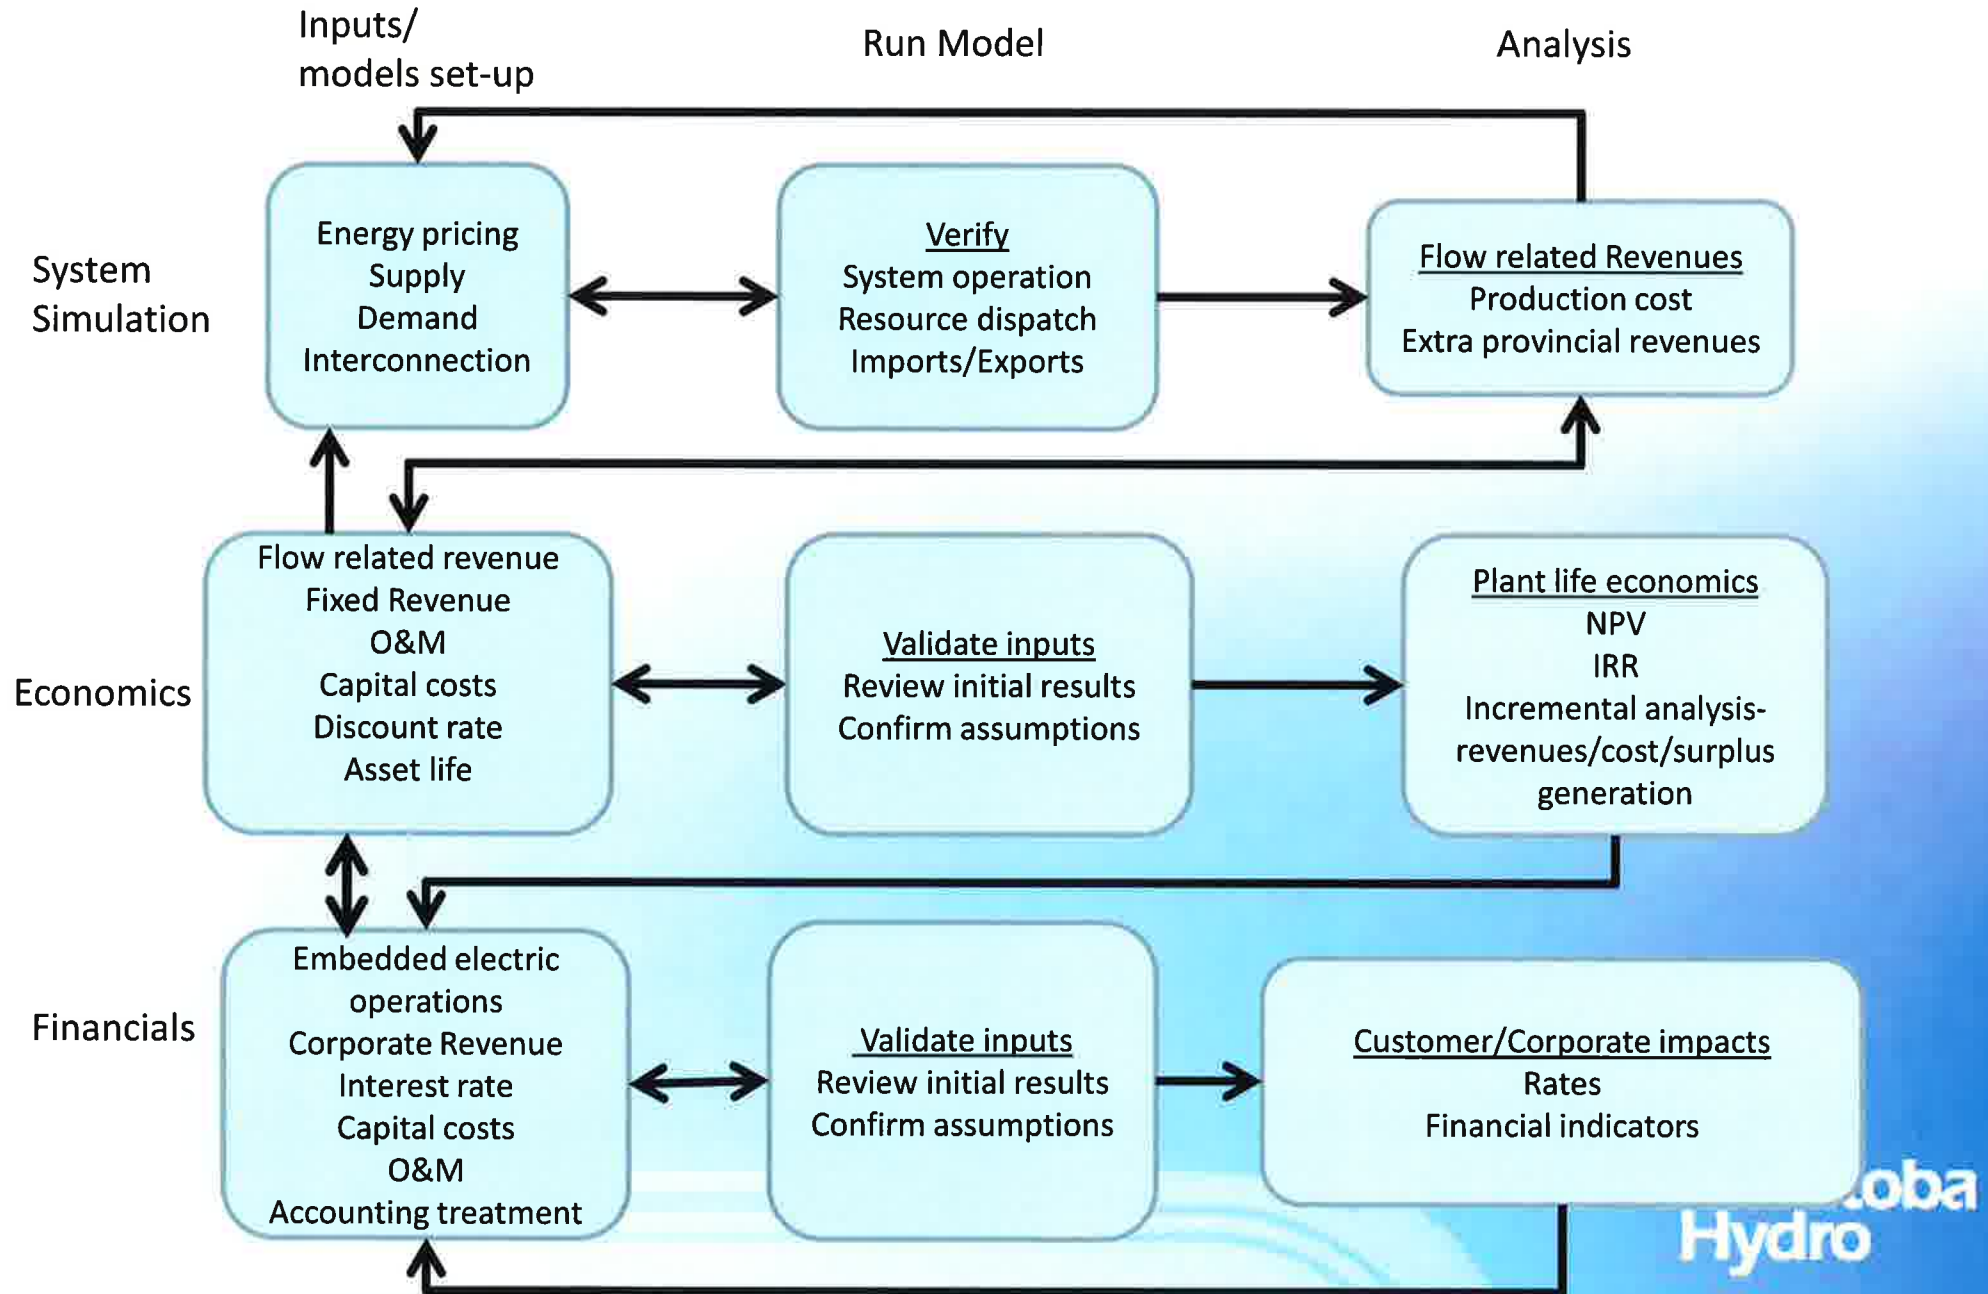 Inputs/
models set-up
Run Model
Analysis
System
Simulation
Energy pricing
Supply
Demand
Interconnection
Verify
System operation
Resource dispatch
Imports/Exports
Flow related Revenues
Production cost
Extra provincial revenues
Economics
Flow related revenue
Fixed Revenue
O&M
Capital costs
Discount rate
Asset life
Validate inputs
Review initial results
Confirm assumptions
Plant life economics
NPV
IRR
Incremental analysis-
revenues/cost/surplus
generation
Financials
Embedded electric
operations
Corporate Revenue
Interest rate
Capital costs
O&M
Accounting treatment
Validate inputs
Review initial results
Confirm assumptions
Customer/Corporate impacts
Rates
Financial indicators
Hydro